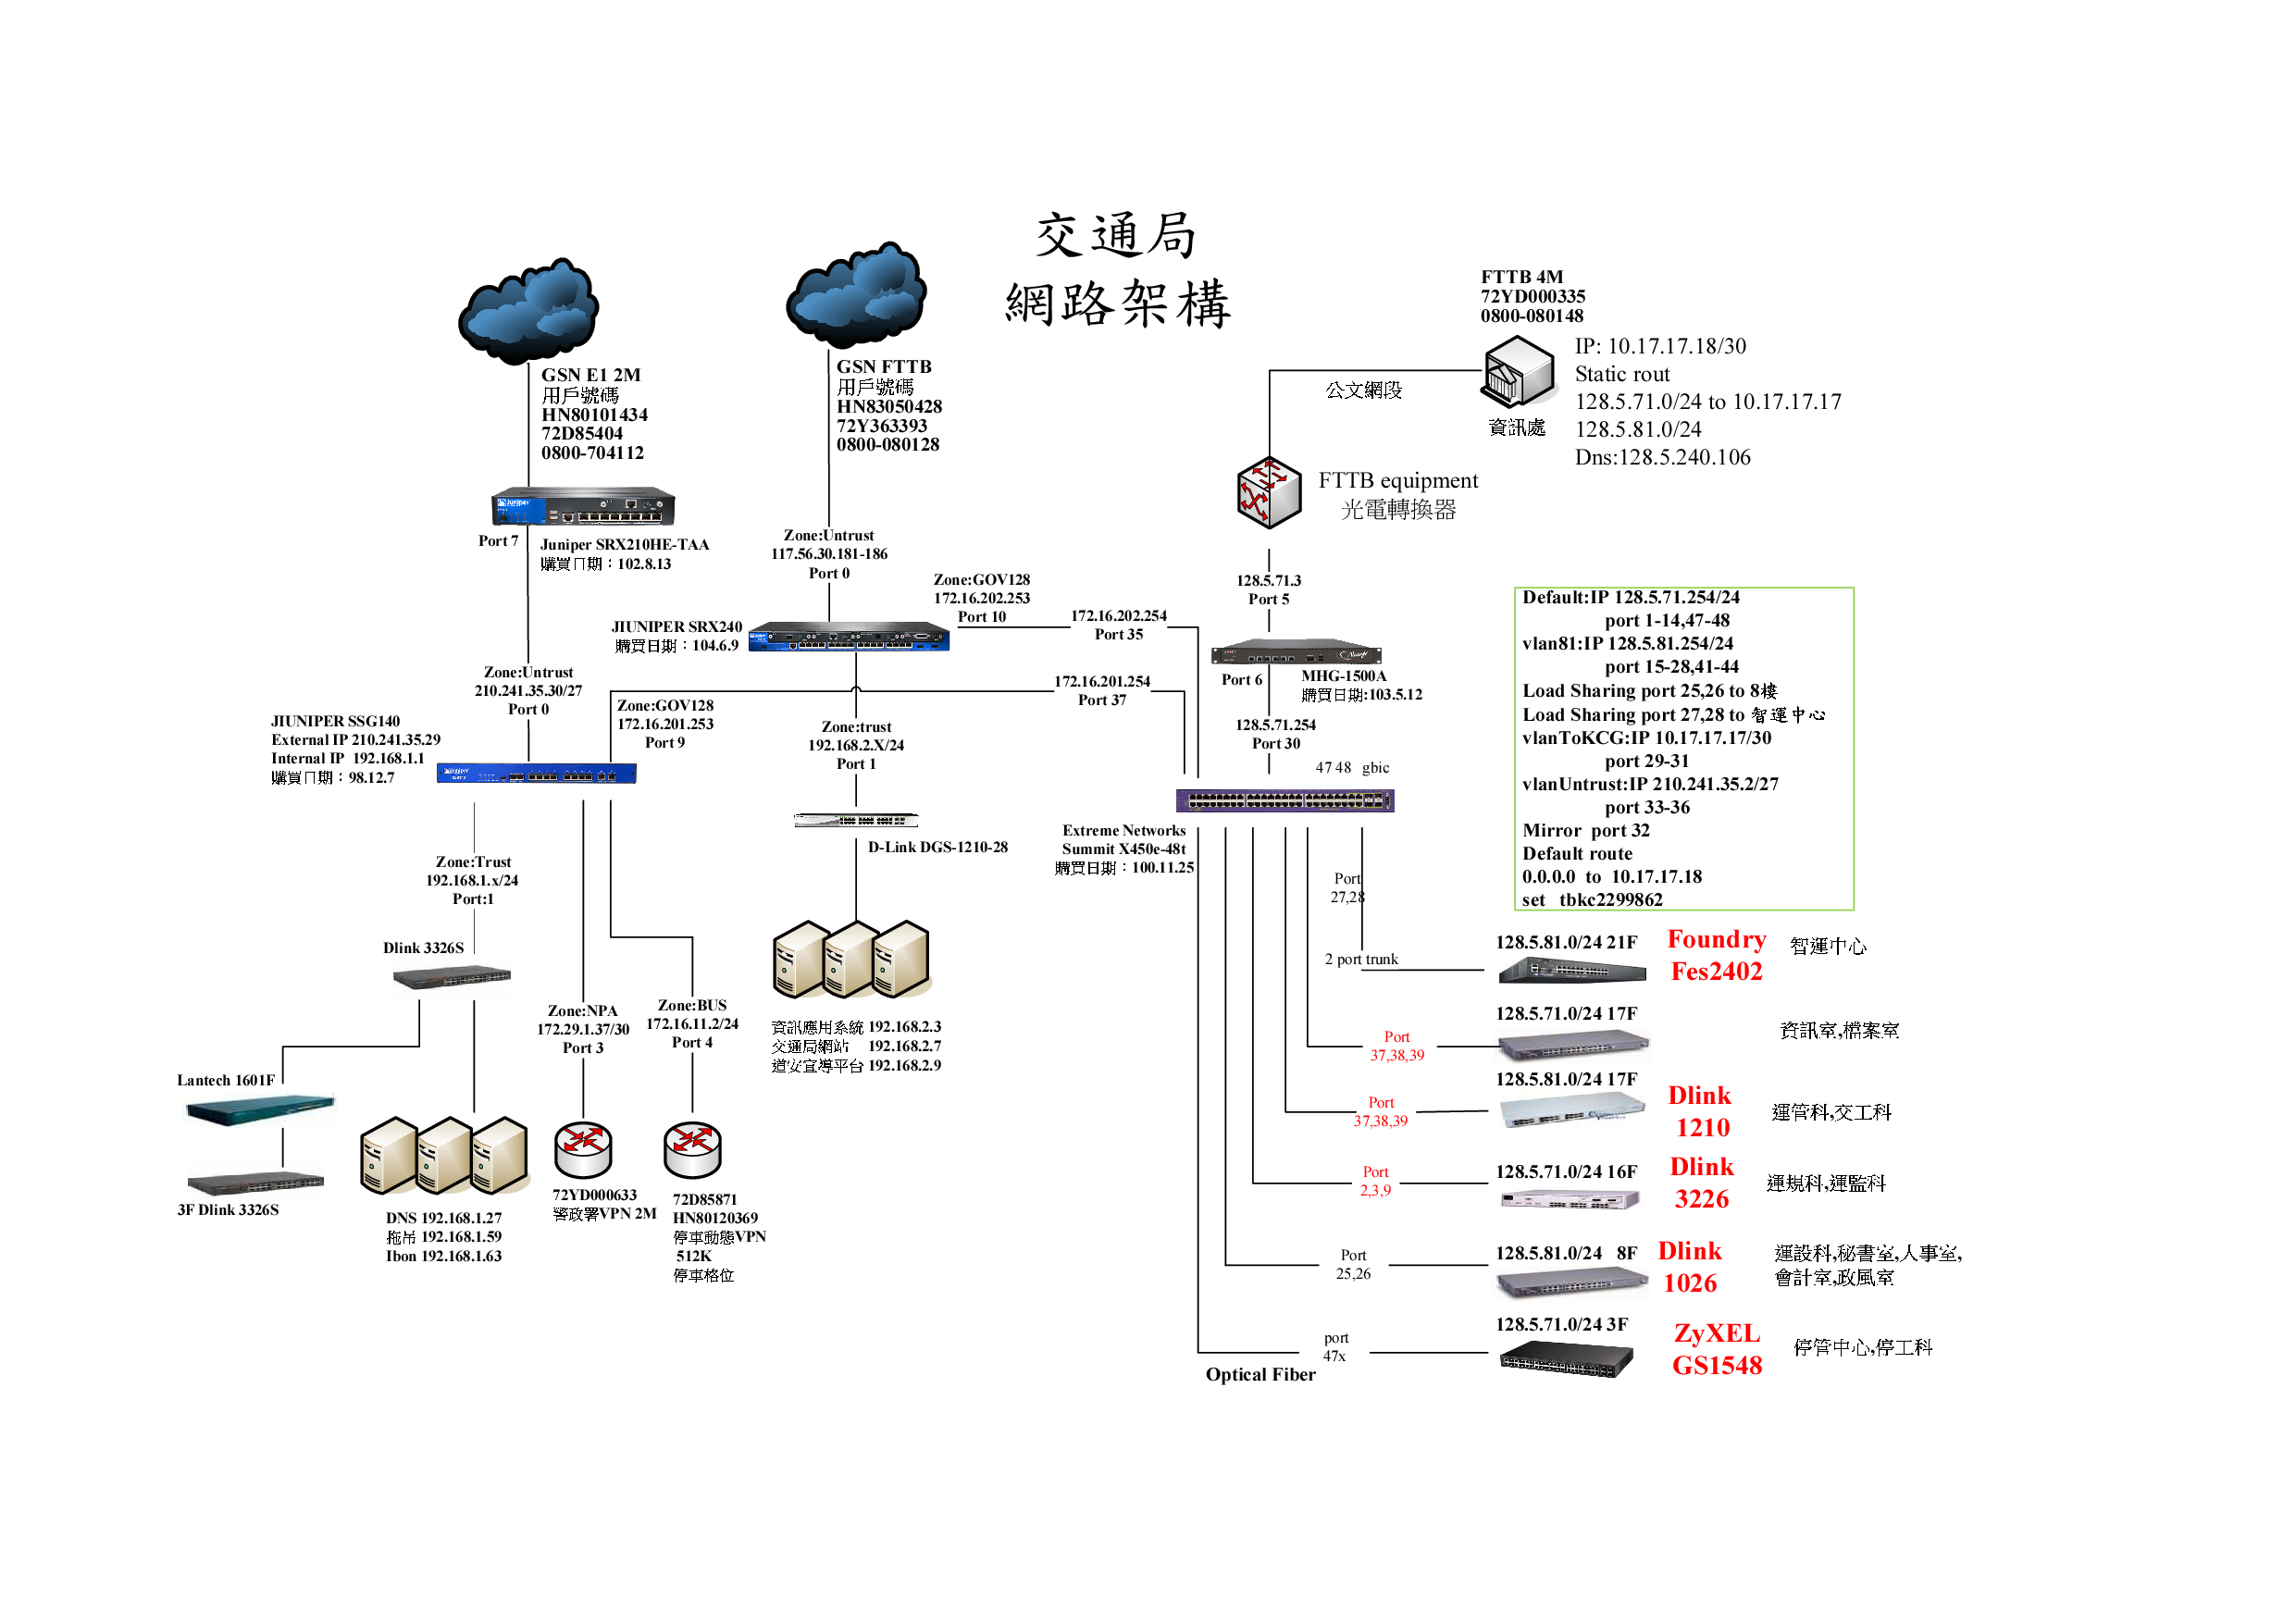 交通局
網路架構
GSN E1 2M
用戶號碼
HN80101434
72D85404
0800-704112
GSN FTTB
用戶號碼
HN83050428
72Y363393
0800-080128
FTTB 4M
72YD000335
0800-080148
IP: 10.17.17.18/30
Static rout
128.5.71.0/24 to 10.17.17.17
128.5.81.0/24
Dns:128.5.240.106
公文網段
資訊處
FTTB equipment
光電轉換器
Juniper
Port 7
Juniper SRX210HE-TAA
購買日期：102.8.13
Zone:Untrust
117.56.30.181-186
Port 0
Zone:GOV128
172.16.202.253
Port 10
172.16.202.254
Port 35
128.5.71.3
Port 5
JIUNIPER SRX240
購買日期：104.6.9
Port 6
MHG-1500A
購買日期:103.5.12
Zone:Untrust
210.241.35.30/27
Port 0
Zone:GOV128
172.16.201.253
Port 9
172.16.201.254
Port 37
128.5.71.254
Port 30
47 48 gbic
JIUNIPER SSG140
External IP 210.241.35.29
Internal IP 192.168.1.1
購買日期：98.12.7
Zone:trust
192.168.2.X/24
Port 1
D-Link DGS-1210-28
Extreme Networks
Summit X450e-48t
購買日期：100.11.25
Default:IP 128.5.71.254/24
port 1-14,47-48
vlan81:IP 128.5.81.254/24
port 15-28,41-44
Load Sharing port 25,26 to 8樓
Load Sharing port 27,28 to 智運中心
vlanToKCG:IP 10.17.17.17/30
port 29-31
vlanUntrust:IP 210.241.35.2/27
port 33-36
Mirror port 32
Default route
0.0.0.0 to 10.17.17.18
set tbkc2299862
Zone:Trust
192.168.1.x/24
Port:1
Dlink 3326S
Zone:NPA
172.29.1.37/30
Port 3
Zone:BUS
172.16.11.2/24
Port 4
資訊應用系統 192.168.2.3
交通局網站 192.168.2.7
道安宣導平台 192.168.2.9
Lantech 1601F
3F Dlink 3326S
DNS 192.168.1.27
拖吊 192.168.1.59
Ibon 192.168.1.63
72YD000633
警政署VPN 2M
72D85871
HN80120369
停車動態VPN
512K
停車格位
Port
27,28
2 port trunk
128.5.81.0/24 21F
Foundry
Fes2402
智運中心
128.5.71.0/24 17F
Port
37,38,39
資訊室,檔案室
128.5.81.0/24 17F
Port
37,38,39
Dlink
1210
運管科,交工科
128.5.71.0/24 16F
Port
2,3,9
Dlink
3226
運規科,運監科
128.5.81.0/24 8F
Port
25,26
Dlink
1026
運設科,秘書室,人事室,
會計室,政風室
128.5.71.0/24 3F
port
47x
Optical Fiber
ZyXEL
GS1548
停管中心,停工科